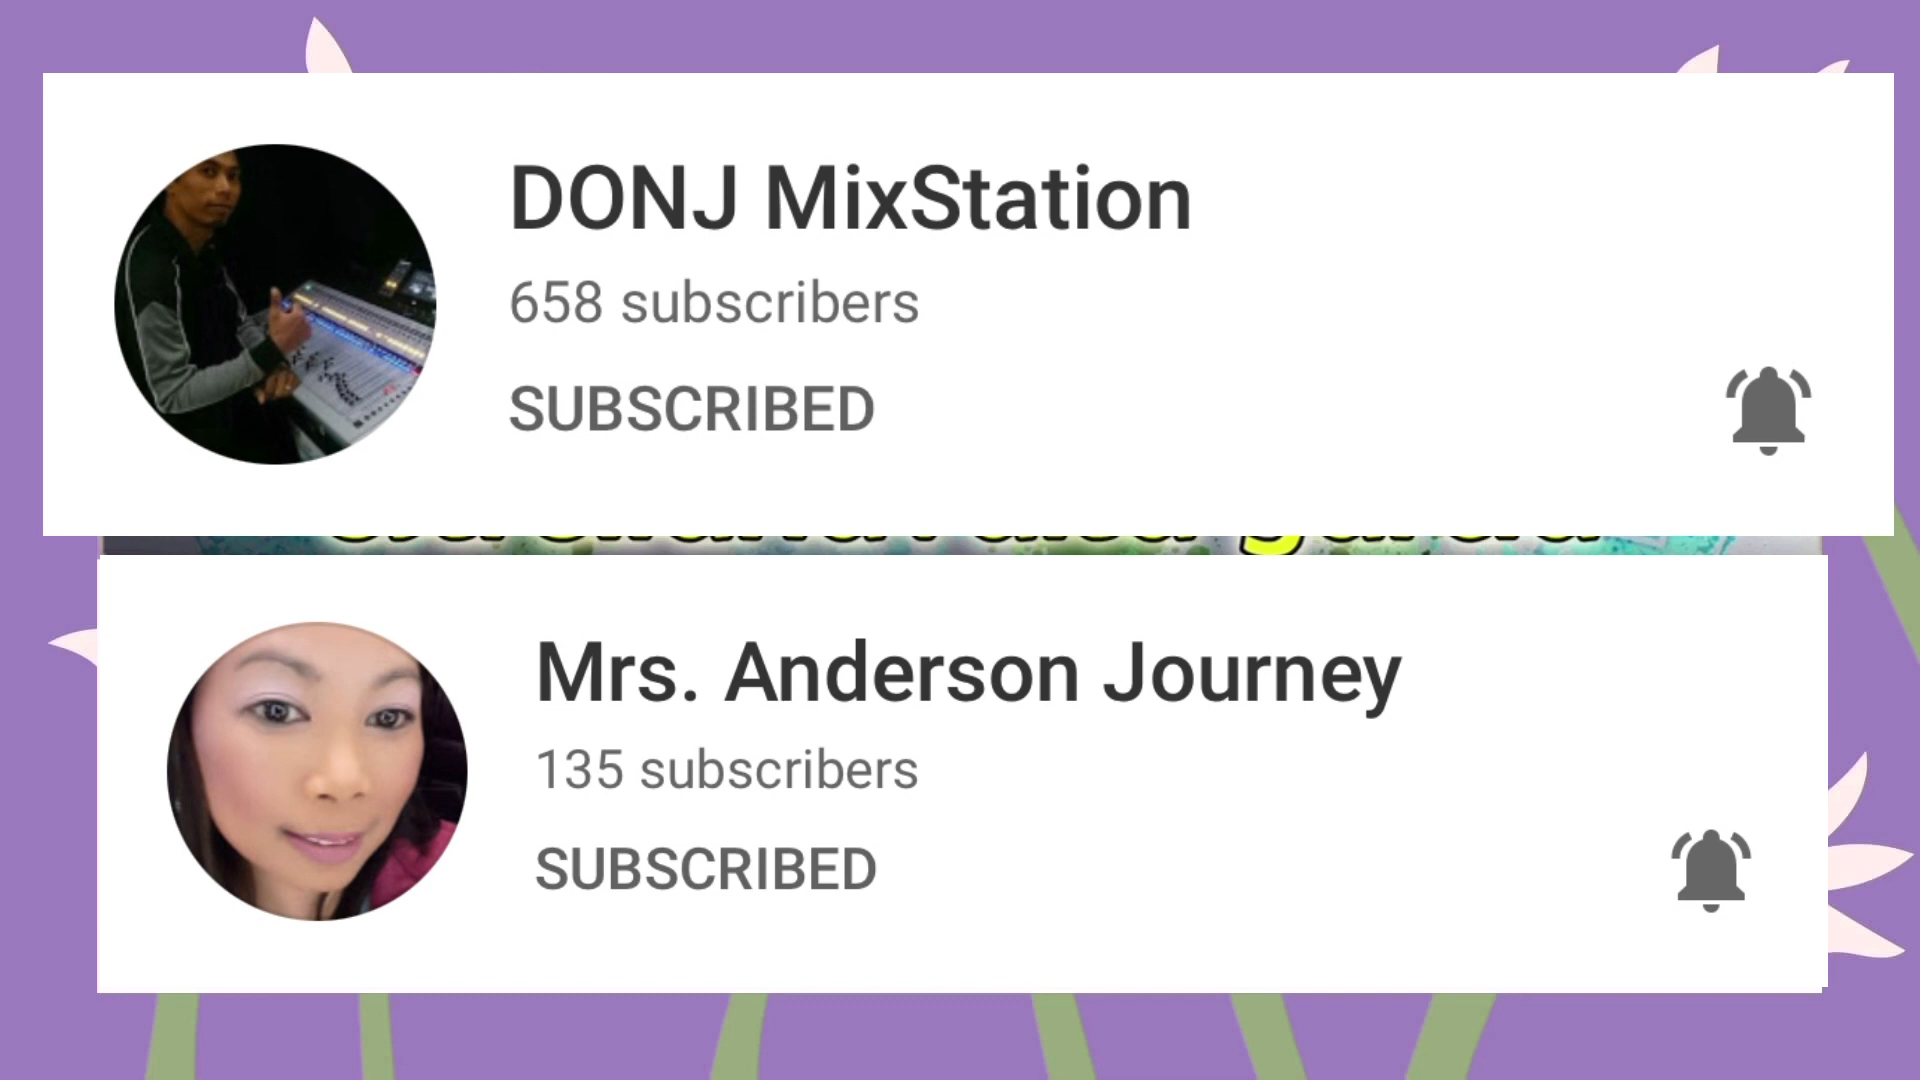 DONJ MixStation
658 subscribers
SUBSCRIBED
Mrs. Anderson Journey
135 subscribers
SUBSCRIBED